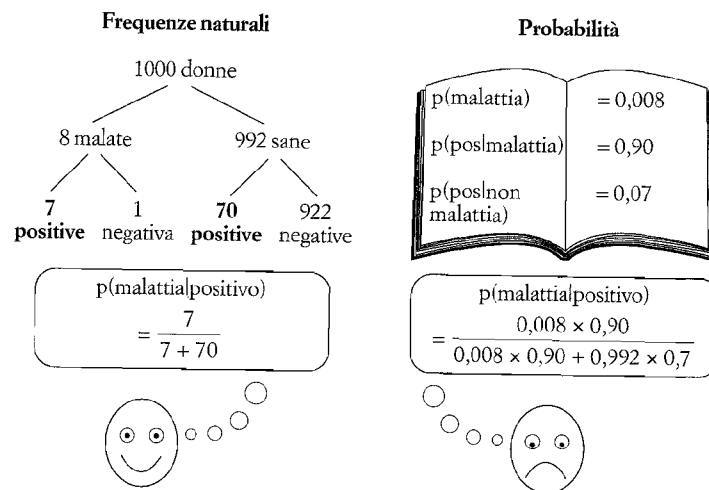 Frequenze naturali
1000 donne
8 malate 992 sane
7 1 70 922
positive negativa positive negative
p(malattia|positivo)
= 7
7 + 70
Probabilità
p(malattia) = 0,008
p(pos|malattia) = 0,90
p(pos|non = 0,07
malattia)
p(malattia|positivo)
= 0,008 × 0,90
0,008 × 0,90 + 0,992 × 0,7